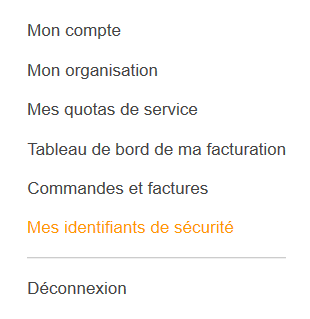 Mon compte
Mon organisation
Mes quotas de service
Tableau de bord de ma facturation
Commandes et factures
Mes identifiants de sécurité
Déconnexion